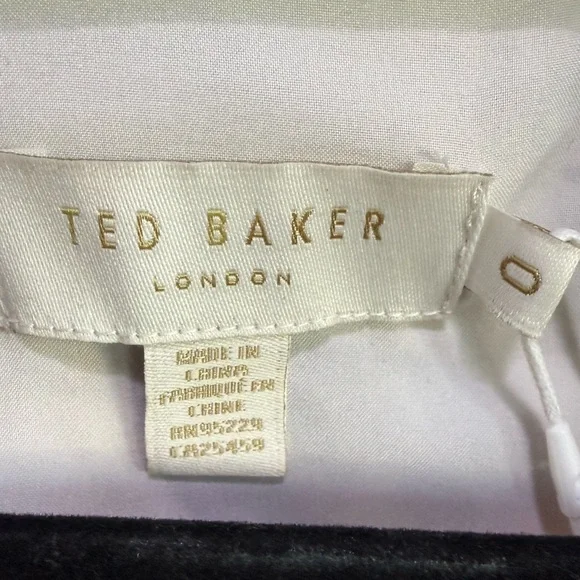 TED BAKER
LONDON
0
MADE IN
CHINA
FABRIQUÉ EN
CHINE
RN95229
CA25459